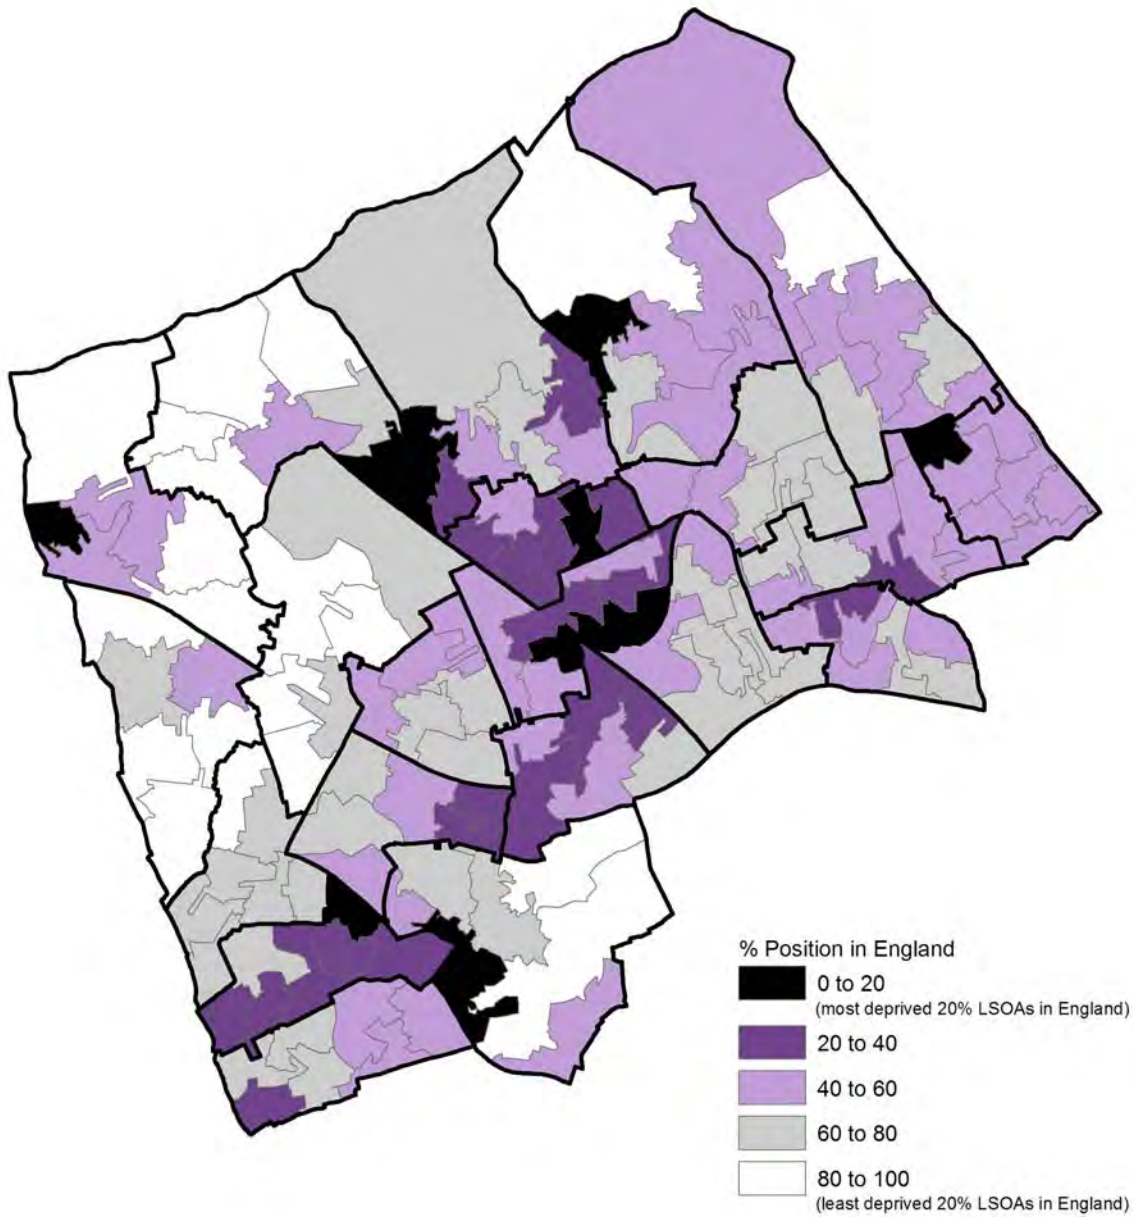 % Position in England
0 to 20
(most deprived 20% LSOAs in England)
20 to 40
40 to 60
60 to 80
80 to 100
(least deprived 20% LSOAs in England)